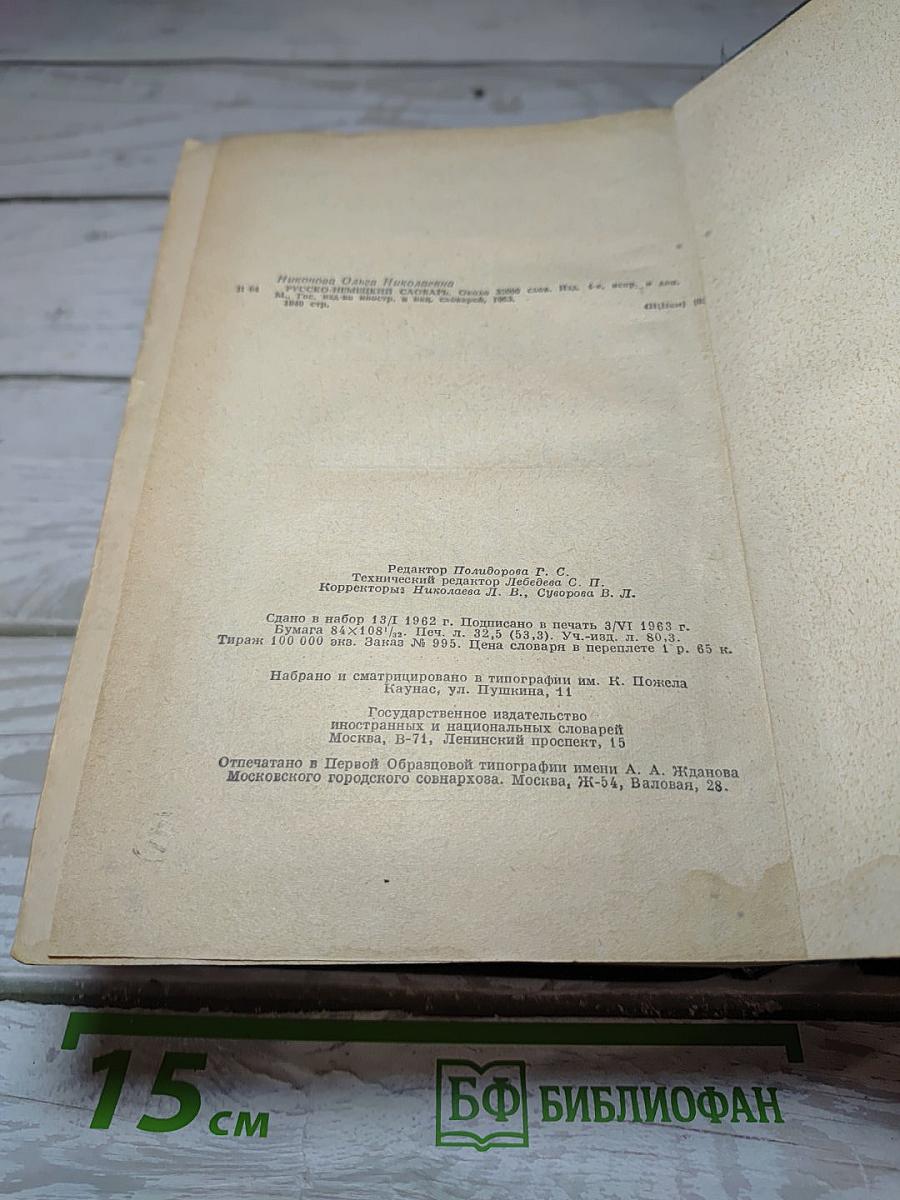 Никонова Ольга Николаевна
Н 64 РУССКО-НЕМЕЦКИЙ СЛОВАРЬ. Около слов. Изд. 4-е, испр. и доп.
М., Гос. изд-во иностр. и нац. словарей, 1963.
стр.
Редактор Полидорова Г. С.
Технический редактор Лебедева С. П.
Корректоры: Николаева Л. В., Суворова В. Л.
Сдано в набор 13/I 1962 г. Подписано в печать 3/VI 1963 г.
Бумага 84×108¹/₃₂. Печ. л. 32,5 (53,3). Уч.-изд. л. 80,3.
Тираж 100 000 экз. Заказ № 995. Цена словаря в переплете 1 р. 65 к.
Набрано и сматрицировано в типографии им. К. Пожела
Каунас, ул. Пушкина, 11
Государственное издательство
иностранных и национальных словарей
Москва, В-71, Ленинский проспект, 15
Отпечатано в Первой Образцовой типографии имени А. А. Жданова
Московского городского совнархоза. Москва, Ж-54, Валовая, 28.
15 см
БФ БИБЛИОФАН